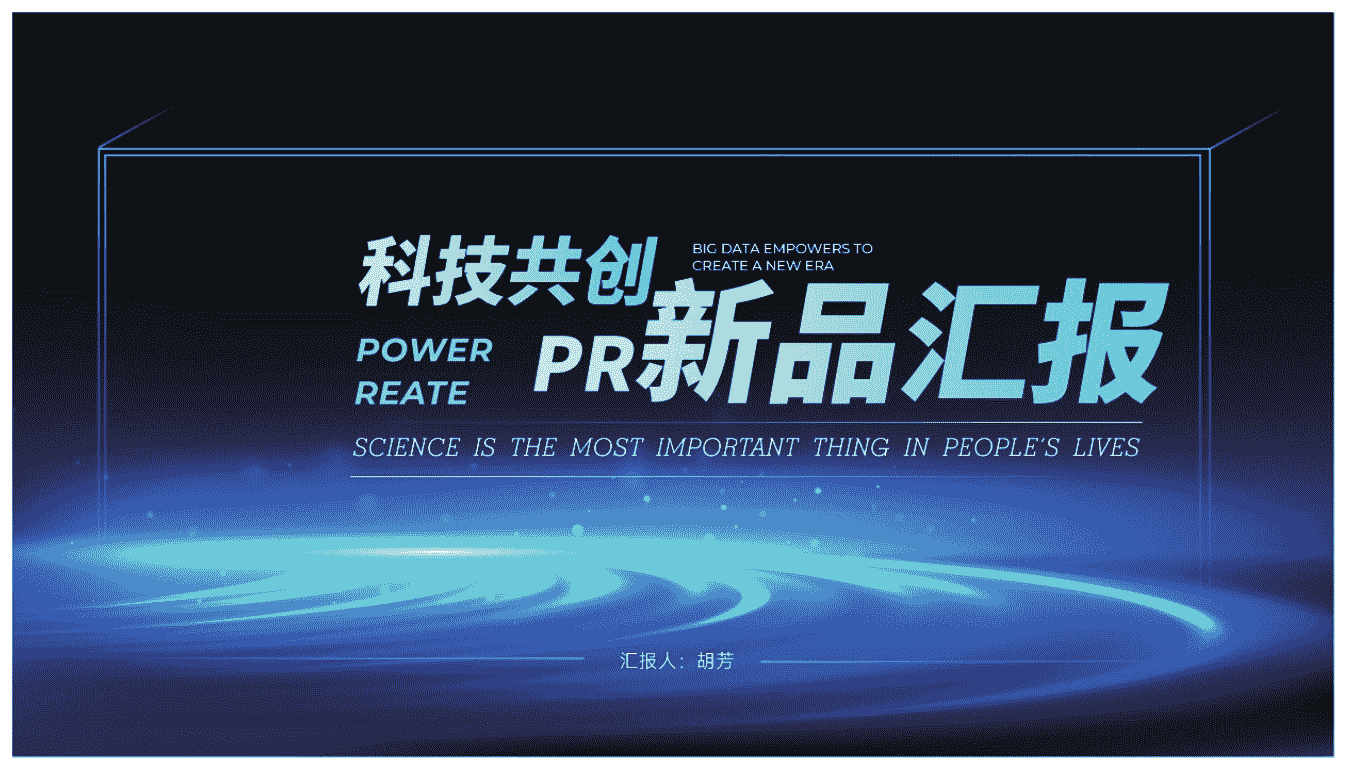 科技共创
BIG DATA EMPOWERS TO
CREATE A NEW ERA
POWER
REATE
PR新品汇报
SCIENCE IS THE MOST IMPORTANT THING IN PEOPLE'S LIVES
汇报人：胡芳